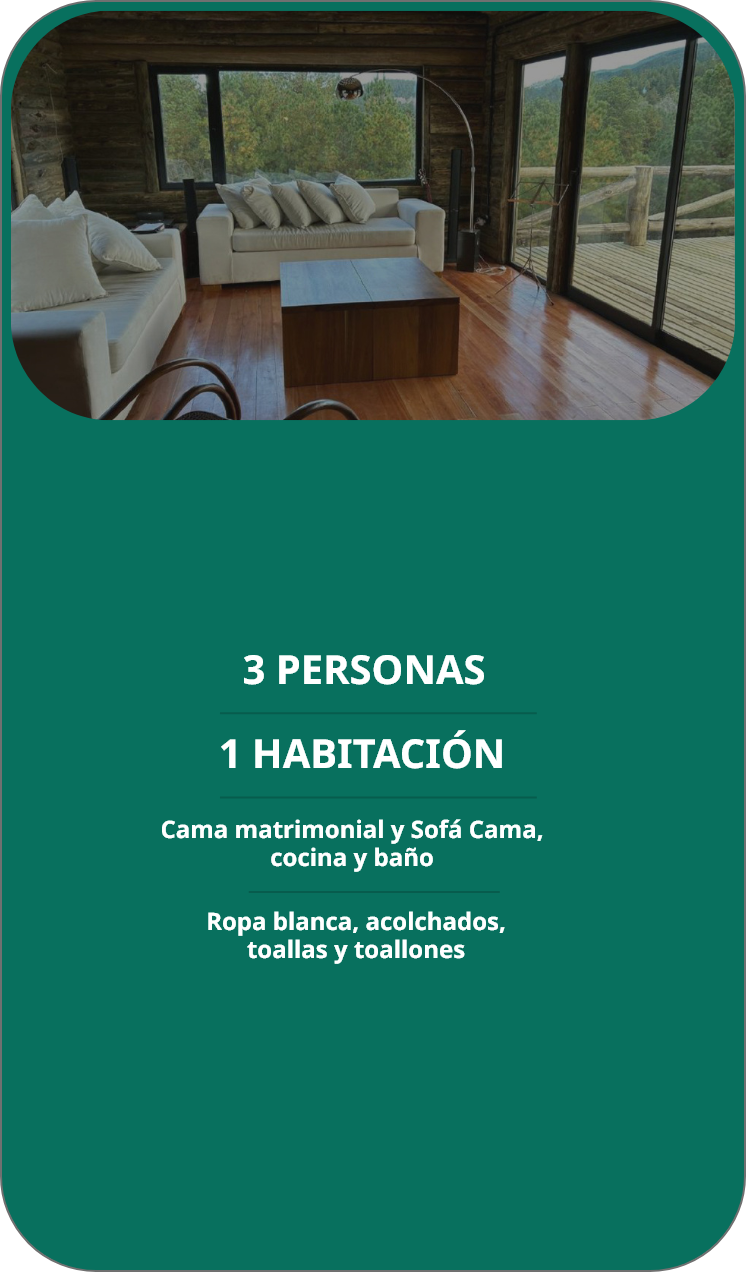 3 PERSONAS
1 HABITACIÓN
Cama matrimonial y Sofá Cama,
cocina y baño
Ropa blanca, acolchados,
toallas y toallones